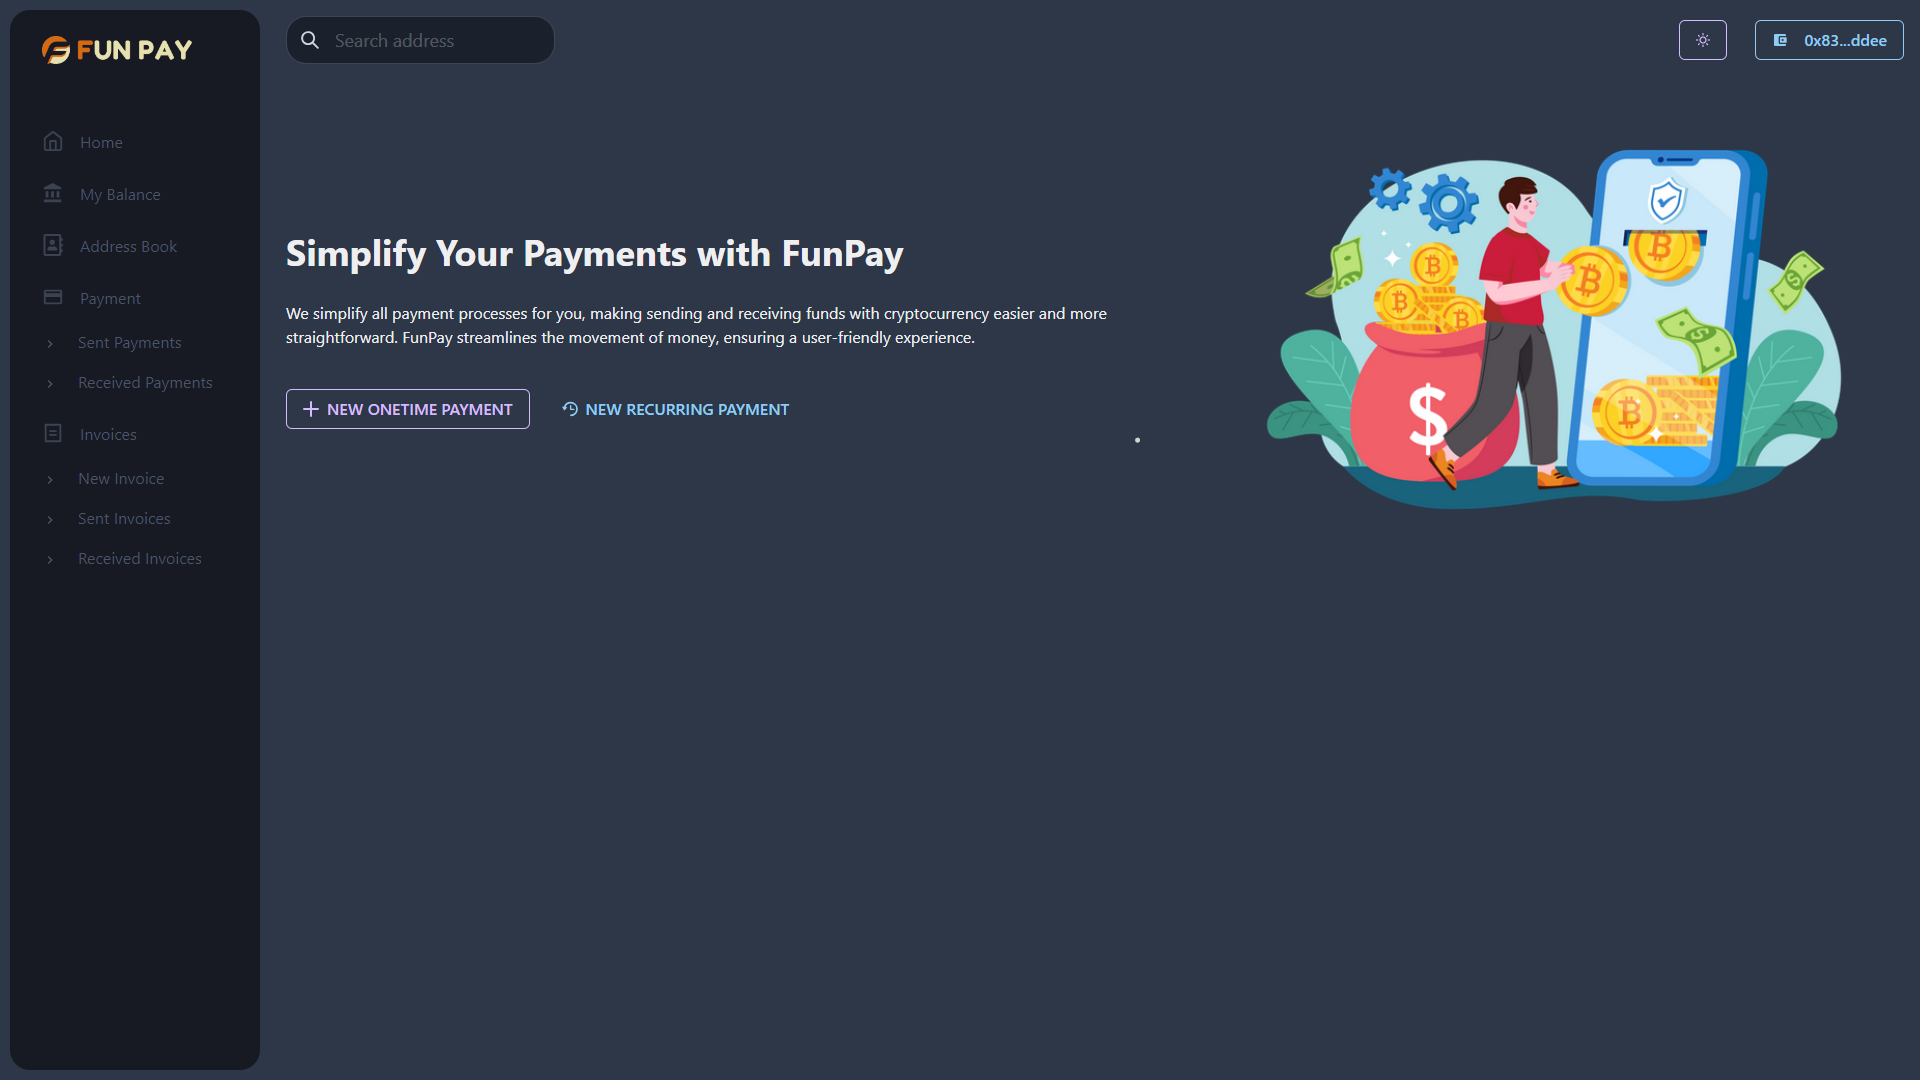 FUN PAY
Search address
0x83...ddee
Home
My Balance
Address Book
Payment
Sent Payments
Received Payments
Invoices
New Invoice
Sent Invoices
Received Invoices
Simplify Your Payments with FunPay
We simplify all payment processes for you, making sending and receiving funds with cryptocurrency easier and more
straightforward. FunPay streamlines the movement of money, ensuring a user-friendly experience.
NEW ONETIME PAYMENT
NEW RECURRING PAYMENT
$